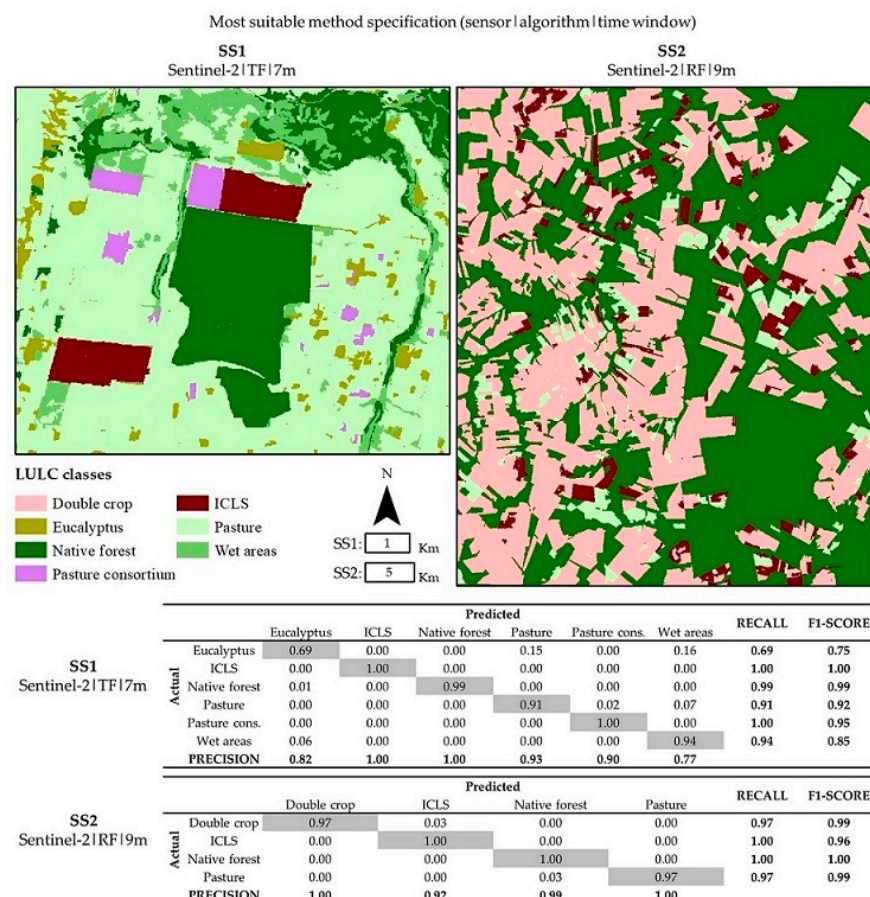 Most suitable method specification (sensor|algorithm|time window)
SS1
Sentinel-2|TF|7m
SS2
Sentinel-2|RF|9m
LULC classes
Double crop
ICLS
Eucalyptus
Pasture
Native forest
Wet areas
Pasture consortium
N
SS1: 1 Km
SS2: 5 Km
SS1
Sentinel-2|TF|7m
Predicted
Eucalyptus ICLS Native forest Pasture Pasture cons. Wet areas RECALL F1-SCORE
Actual
Eucalyptus 0.69 0.00 0.00 0.15 0.00 0.16 0.69 0.75
ICLS 0.00 1.00 0.00 0.00 0.00 0.00 1.00 1.00
Native forest 0.01 0.00 0.99 0.00 0.00 0.00 0.99 0.99
Pasture 0.00 0.00 0.00 0.91 0.02 0.07 0.91 0.92
Pasture cons. 0.00 0.00 0.00 0.00 1.00 0.00 1.00 0.95
Wet areas 0.06 0.00 0.00 0.00 0.00 0.94 0.94 0.85
PRECISION 0.82 1.00 1.00 0.93 0.90 0.77
SS2
Sentinel-2|RF|9m
Predicted
Double crop ICLS Native forest Pasture RECALL F1-SCORE
Actual
Double crop 0.97 0.03 0.00 0.00 0.97 0.99
ICLS 0.00 1.00 0.00 0.00 1.00 0.96
Native forest 0.00 0.00 1.00 0.00 1.00 1.00
Pasture 0.00 0.00 0.03 0.97 0.97 0.99
PRECISION 1.00 0.92 0.99 1.00